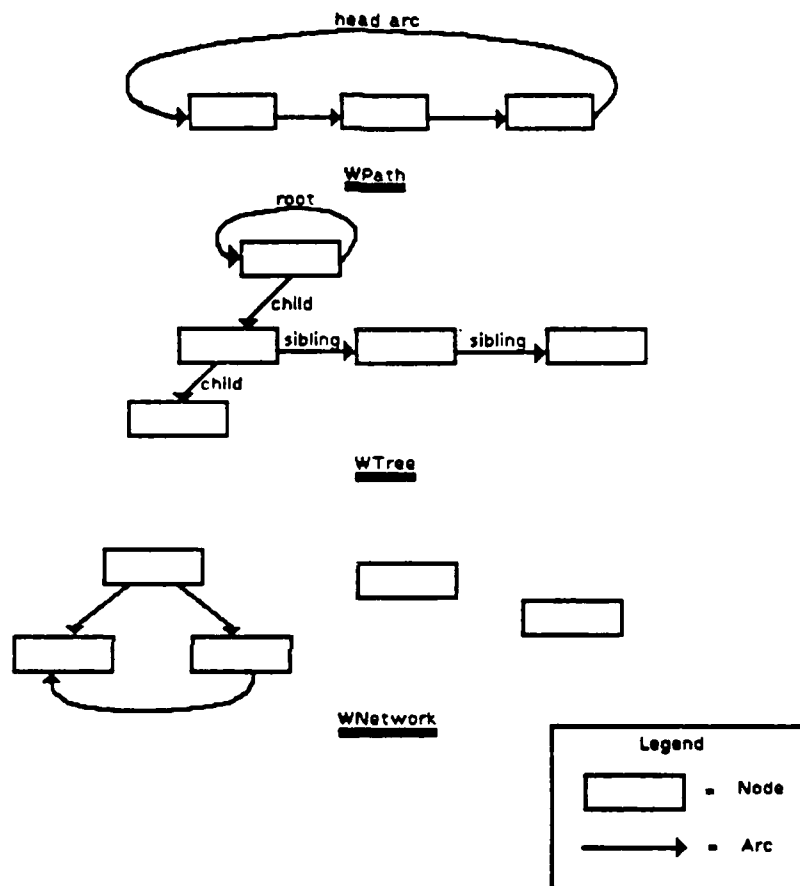 head arc
WPath
root
child
sibling sibling
child
WTree
WNetwork
Legend
= Node
= Arc